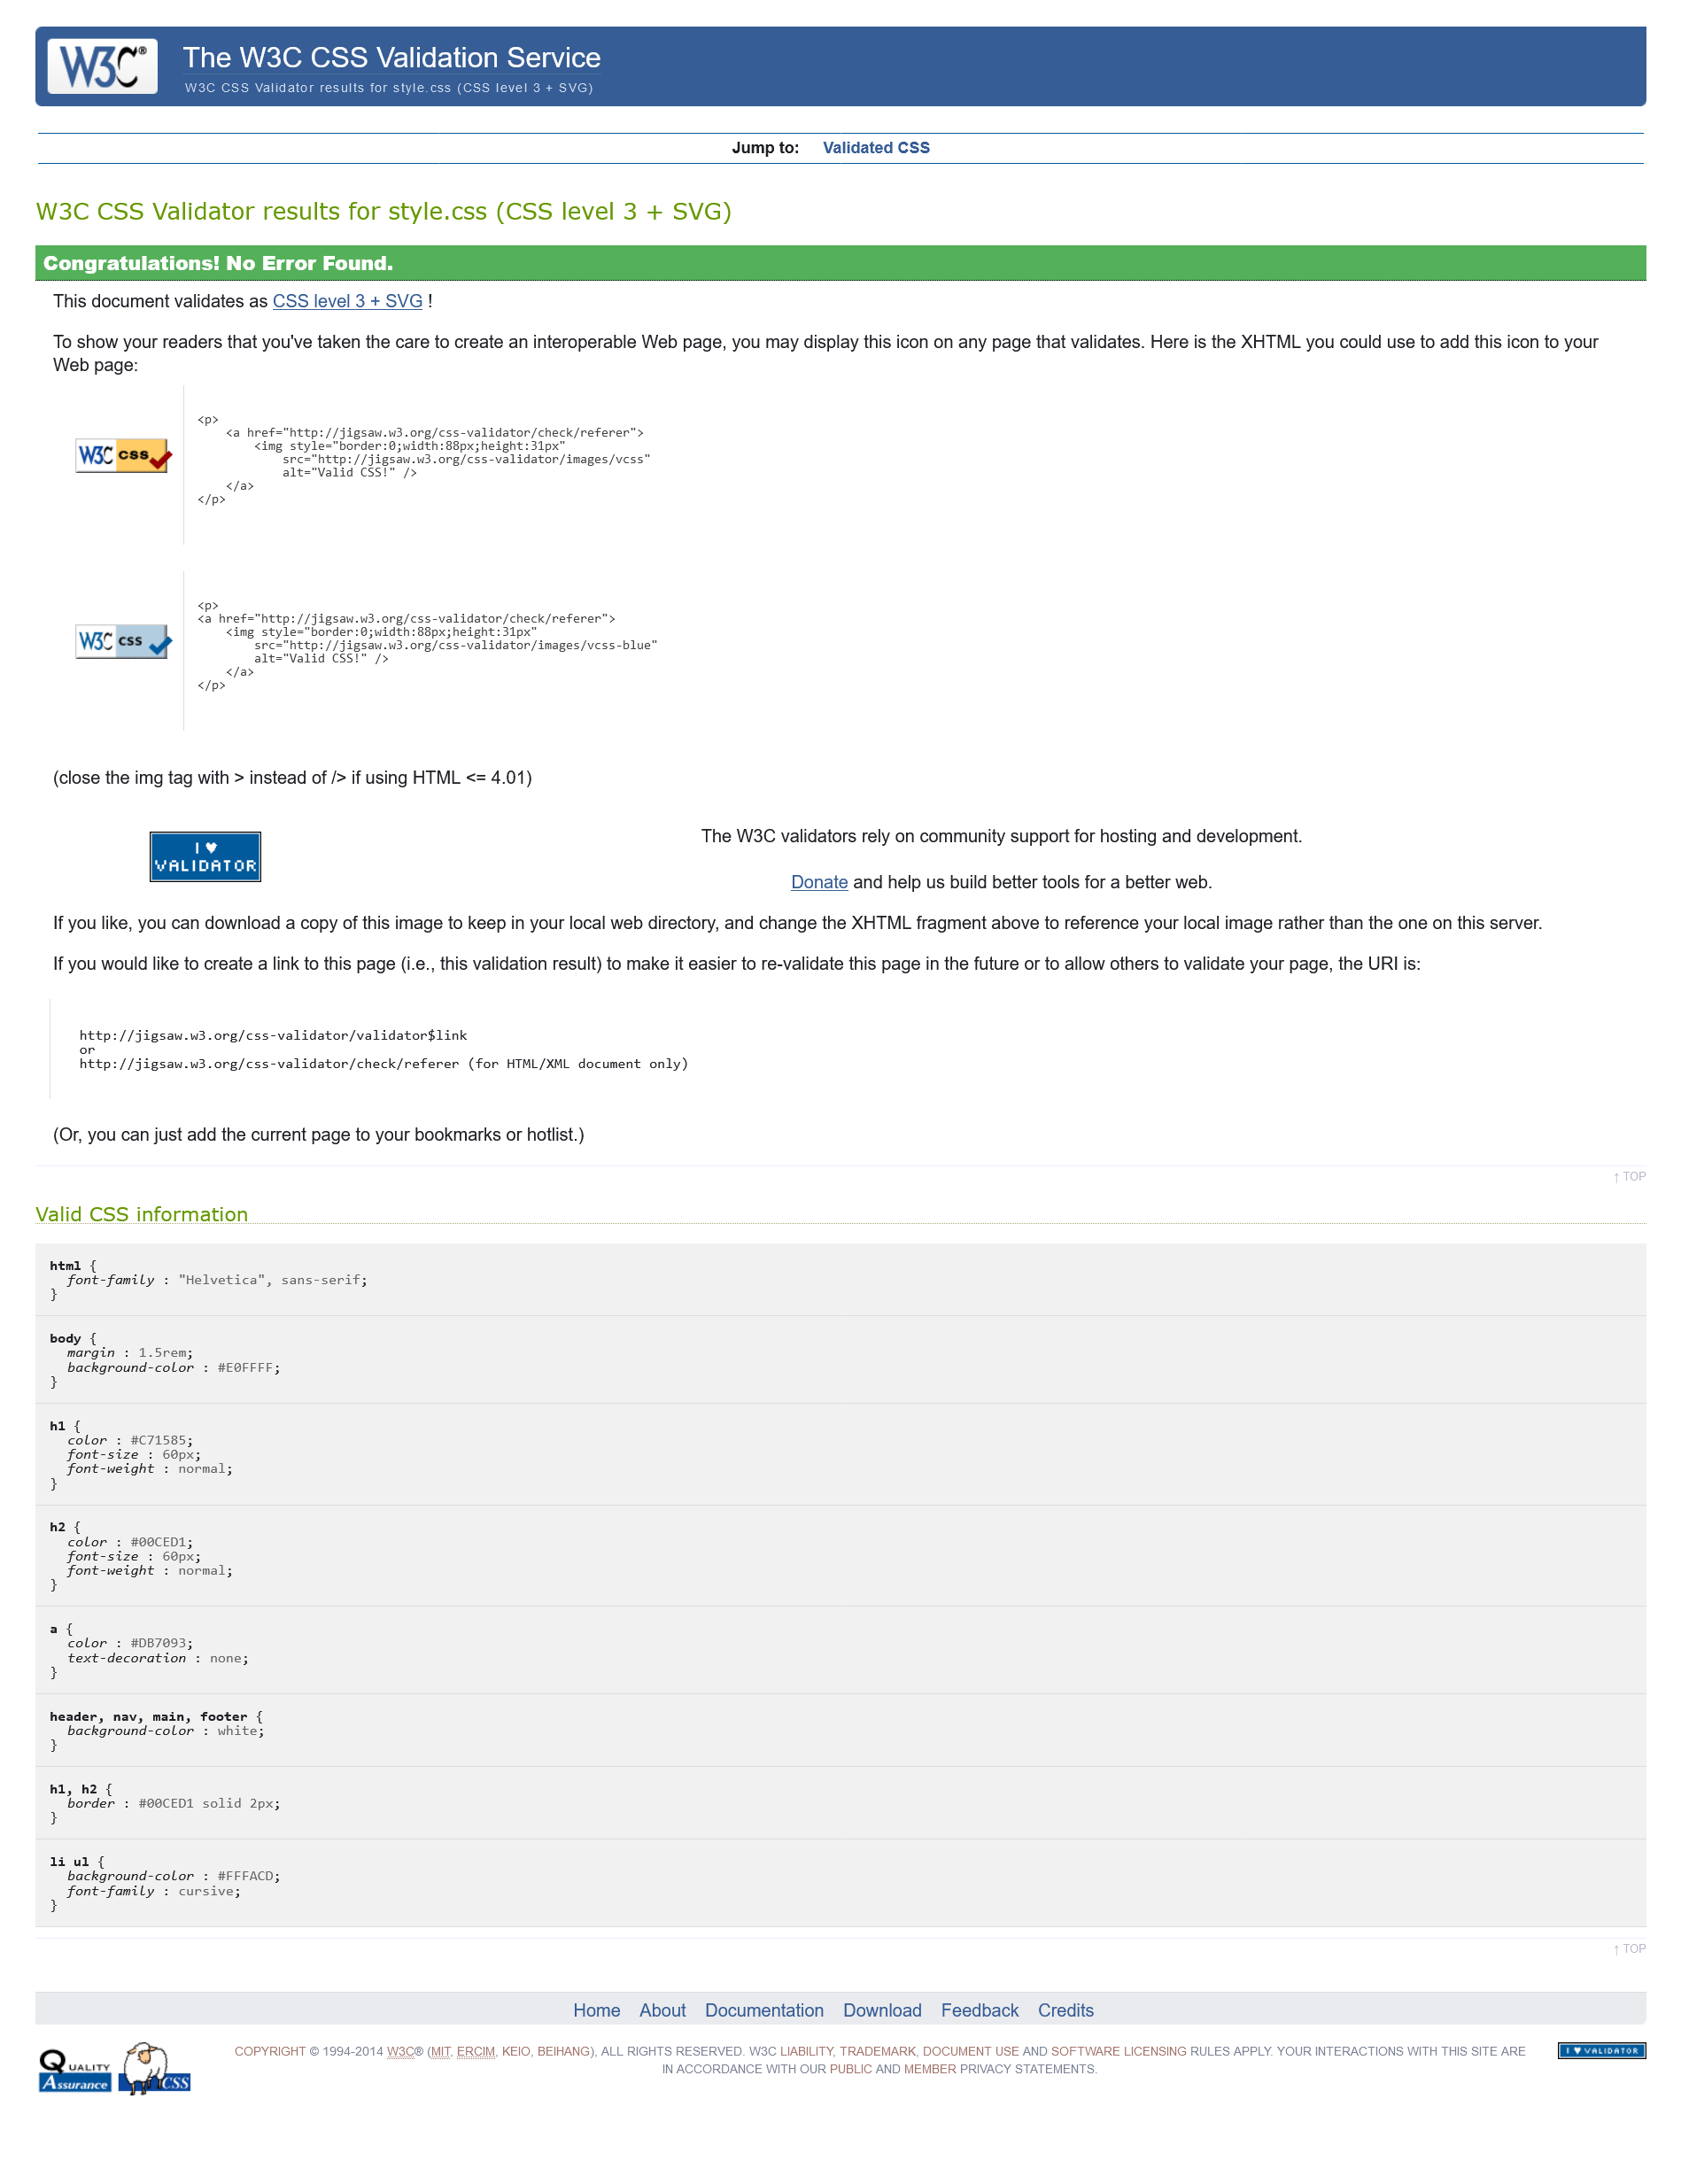 W3C®
The W3C CSS Validation Service
W3C CSS Validator results for style.css (CSS level 3 + SVG)
Jump to: Validated CSS
W3C CSS Validator results for style.css (CSS level 3 + SVG)
Congratulations! No Error Found.
This document validates as CSS level 3 + SVG !
To show your readers that you've taken the care to create an interoperable Web page, you may display this icon on any page that validates. Here is the XHTML you could use to add this icon to your
Web page:
W3C css
<p>
<a href="http://jigsaw.w3.org/css-validator/check/referer">
<img style="border:0;width:88px;height:31px"
src="http://jigsaw.w3.org/css-validator/images/vcss"
alt="Valid CSS!" />
</a>
</p>
W3C css
<p>
<a href="http://jigsaw.w3.org/css-validator/check/referer">
<img style="border:0;width:88px;height:31px"
src="http://jigsaw.w3.org/css-validator/images/vcss-blue"
alt="Valid CSS!" />
</a>
</p>
(close the img tag with > instead of /> if using HTML <= 4.01)
I ♥
VALIDATOR
The W3C validators rely on community support for hosting and development.
Donate and help us build better tools for a better web.
If you like, you can download a copy of this image to keep in your local web directory, and change the XHTML fragment above to reference your local image rather than the one on this server.
If you would like to create a link to this page (i.e., this validation result) to make it easier to re-validate this page in the future or to allow others to validate your page, the URI is:
http://jigsaw.w3.org/css-validator/validator$link
or
http://jigsaw.w3.org/css-validator/check/referer (for HTML/XML document only)
(Or, you can just add the current page to your bookmarks or hotlist.)
↑ TOP
Valid CSS information
html {
font-family : "Helvetica", sans-serif;
}
body {
margin : 1.5rem;
background-color : #E0FFFF;
}
h1 {
color : #C71585;
font-size : 60px;
font-weight : normal;
}
h2 {
color : #00CED1;
font-size : 60px;
font-weight : normal;
}
a {
color : #DB7093;
text-decoration : none;
}
header, nav, main, footer {
background-color : white;
}
h1, h2 {
border : #00CED1 solid 2px;
}
li ul {
background-color : #FFFACD;
font-family : cursive;
}
↑ TOP
Home About Documentation Download Feedback Credits
QUALITY
Assurance
CSS
COPYRIGHT © 1994-2014 W3C® (MIT, ERCIM, KEIO, BEIHANG), ALL RIGHTS RESERVED. W3C LIABILITY, TRADEMARK, DOCUMENT USE AND SOFTWARE LICENSING RULES APPLY. YOUR INTERACTIONS WITH THIS SITE ARE
IN ACCORDANCE WITH OUR PUBLIC AND MEMBER PRIVACY STATEMENTS.
I ♥ VALIDATOR